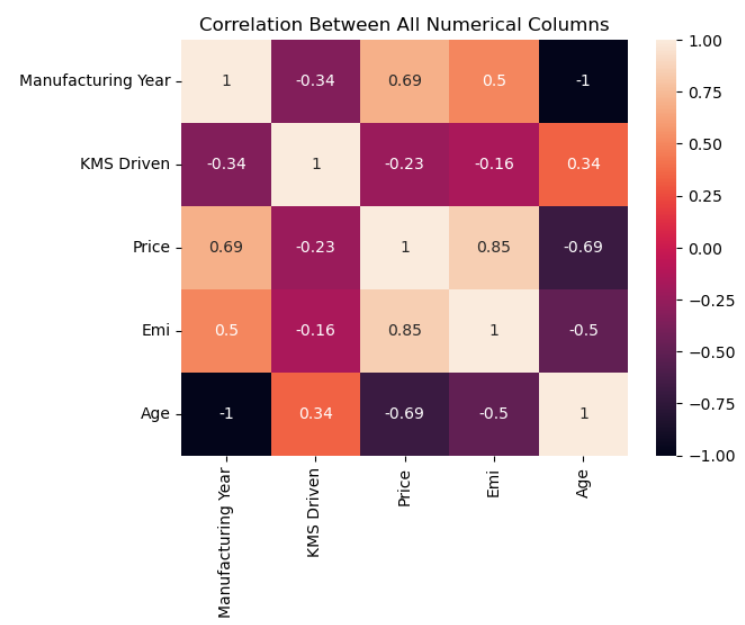 Correlation Between All Numerical Columns
Manufacturing Year 1 -0.34 0.69 0.5 -1
KMS Driven -0.34 1 -0.23 -0.16 0.34
Price 0.69 -0.23 1 0.85 -0.69
Emi 0.5 -0.16 0.85 1 -0.5
Age -1 0.34 -0.69 -0.5 1
Manufacturing Year
KMS Driven
Price
Emi
Age
1.00
0.75
0.50
0.25
0.00
−0.25
−0.50
−0.75
−1.00